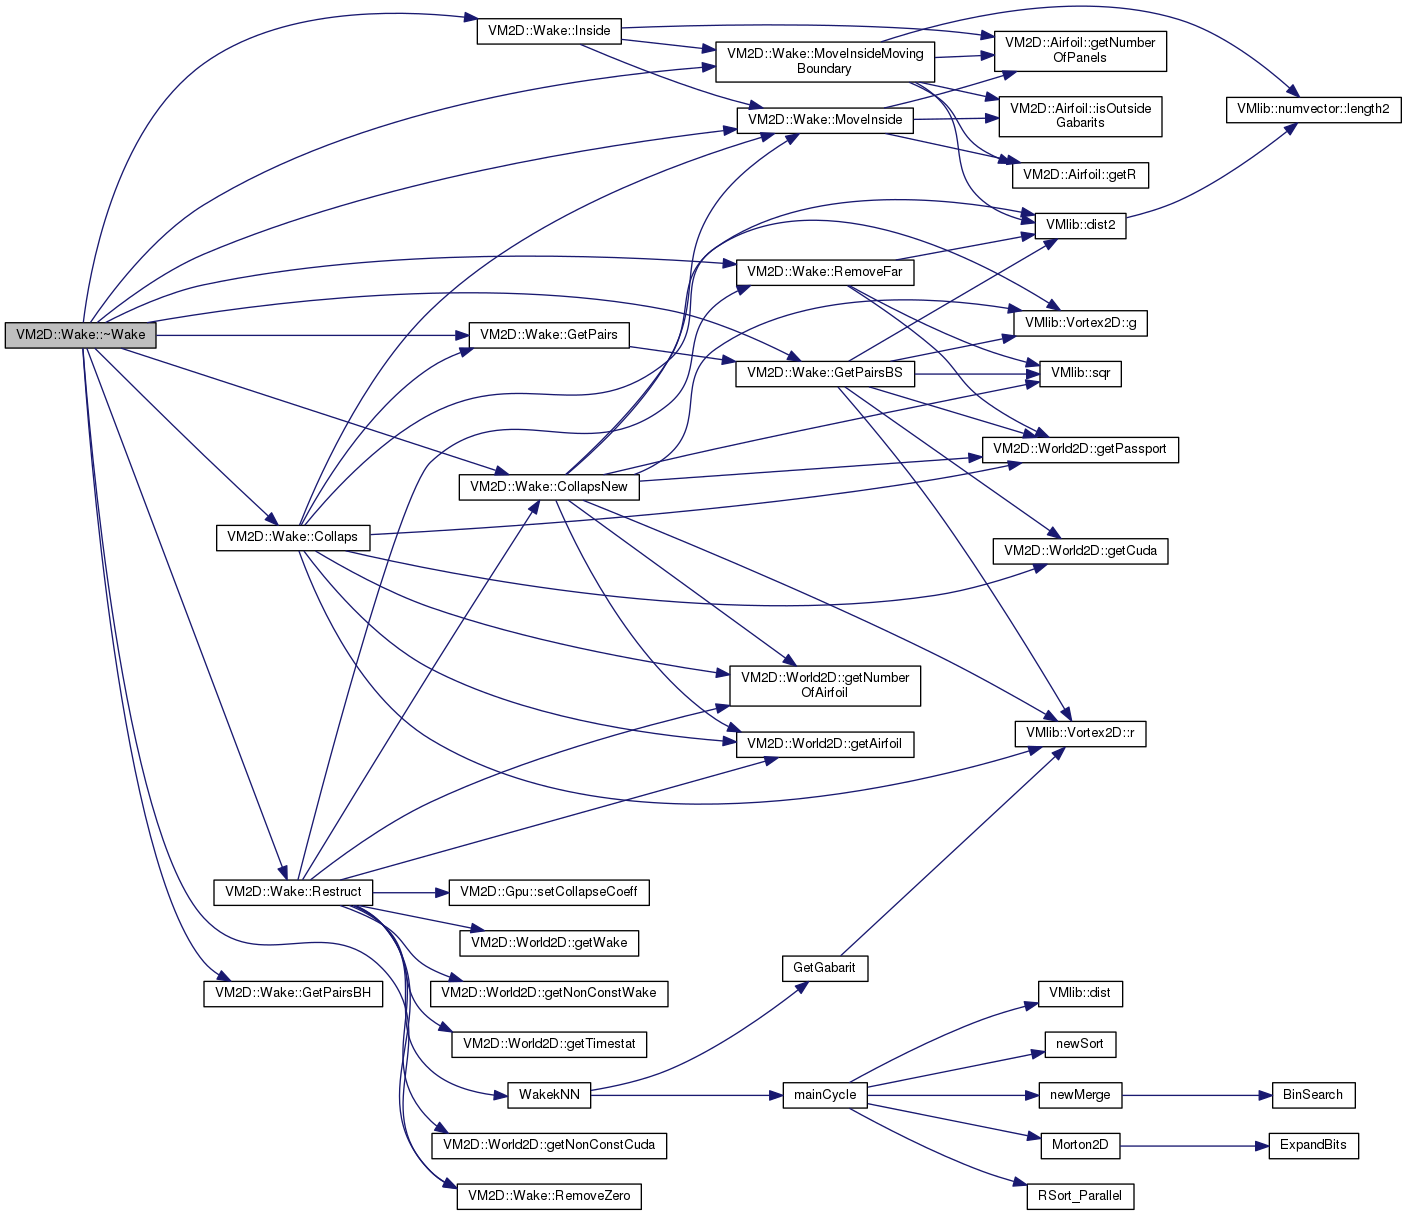 VM2D::Wake::~Wake
VM2D::Wake::Inside
VM2D::Wake::MoveInsideMoving
Boundary
VM2D::Wake::MoveInside
VM2D::Airfoil::getNumber
OfPanels
VM2D::Airfoil::isOutside
Gabarits
VM2D::Airfoil::getR
VMlib::numvector::length2
VMlib::dist2
VM2D::Wake::RemoveFar
VM2D::Wake::GetPairs
VM2D::Wake::GetPairsBS
VMlib::Vortex2D::g
VMlib::sqr
VM2D::World2D::getPassport
VM2D::Wake::CollapsNew
VM2D::Wake::Collaps
VM2D::World2D::getCuda
VM2D::World2D::getNumber
OfAirfoil
VM2D::World2D::getAirfoil
VMlib::Vortex2D::r
VM2D::Wake::Restruct
VM2D::Gpu::setCollapseCoeff
VM2D::World2D::getWake
VM2D::Wake::GetPairsBH
VM2D::World2D::getNonConstWake
VM2D::World2D::getTimestat
GetGabarit
WakekNN
mainCycle
VMlib::dist
newSort
newMerge
BinSearch
Morton2D
ExpandBits
RSort_Parallel
VM2D::World2D::getNonConstCuda
VM2D::Wake::RemoveZero